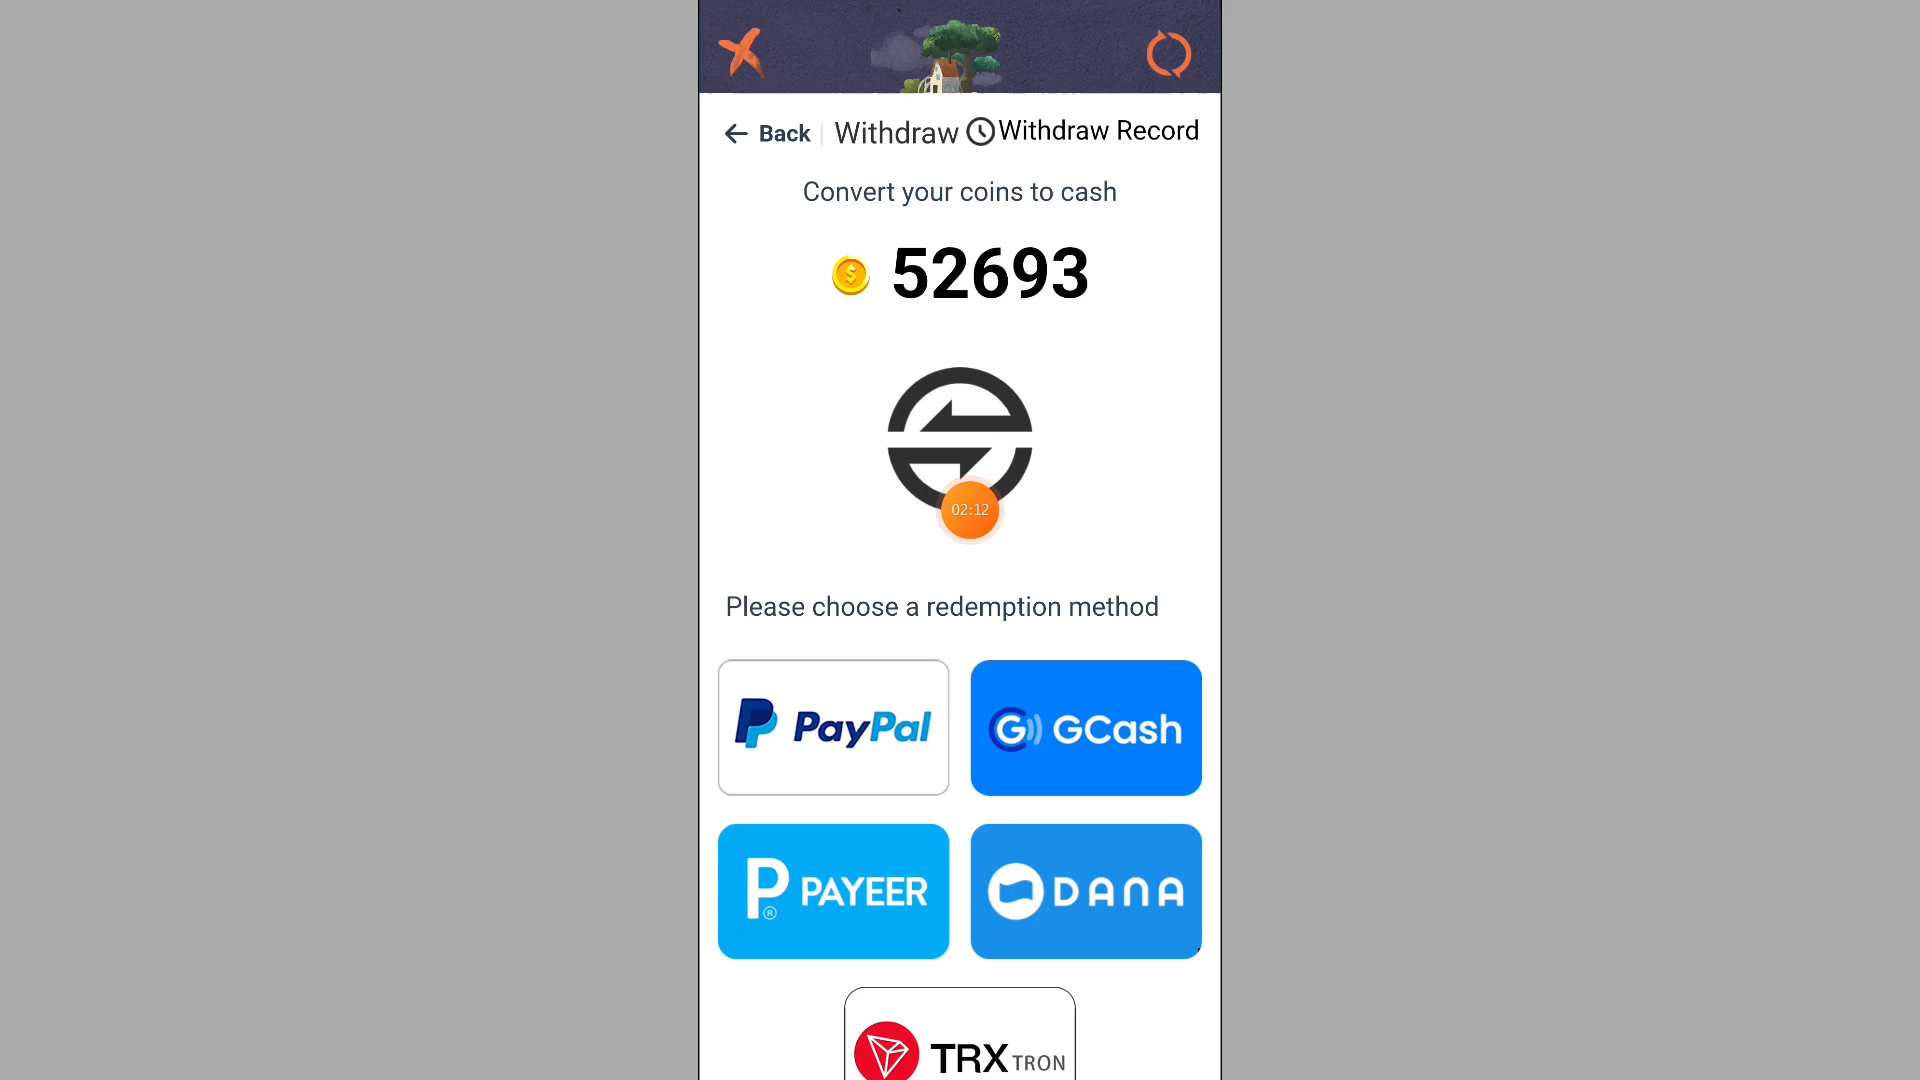 Back | Withdraw Withdraw Record
Convert your coins to cash
$ 52693
02:12
Please choose a redemption method
P PayPal G GCash
P® PAYEER DANA
TRX TRON